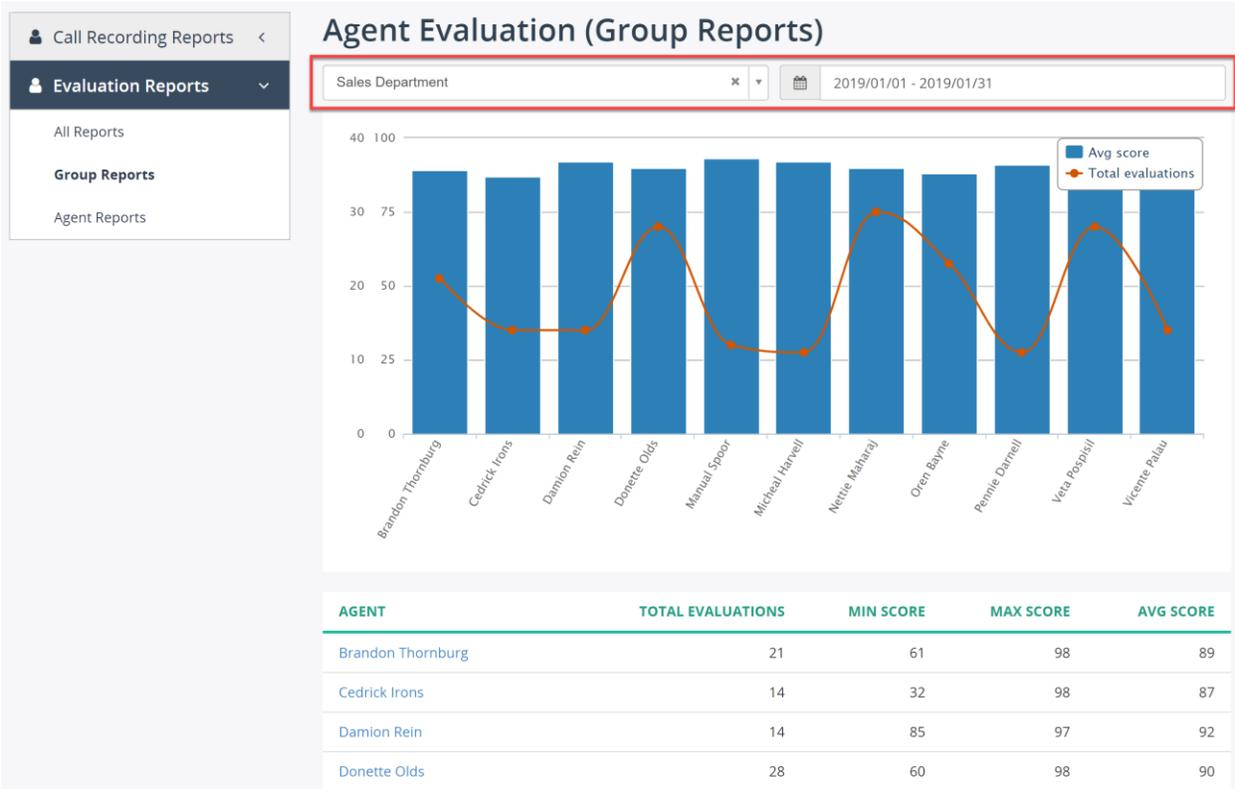 Call Recording Reports
Evaluation Reports
All Reports
Group Reports
Agent Reports
Agent Evaluation (Group Reports)
Sales Department
2019/01/01 - 2019/01/31
40 100
30 75
20 50
10 25
0 0
Avg score
Total evaluations
Brandon Thornburg
Cedrick Irons
Damion Rein
Donette Olds
Manual Spoor
Micheal Harvell
Nettie Maharaj
Oren Bayne
Pennie Darnell
Veta Pospisil
Vicente Palau
AGENT TOTAL EVALUATIONS MIN SCORE MAX SCORE AVG SCORE
Brandon Thornburg 21 61 98 89
Cedrick Irons 14 32 98 87
Damion Rein 14 85 97 92
Donette Olds 28 60 98 90